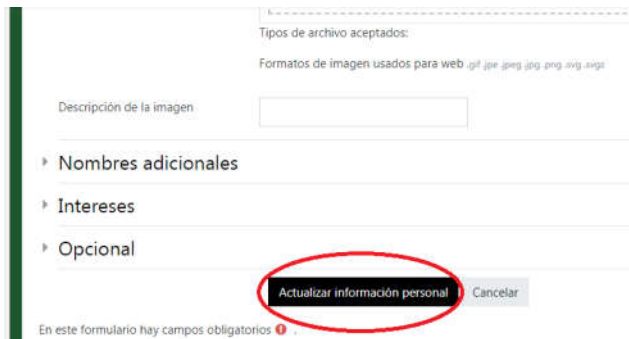 Tipos de archivo aceptados:
Formatos de imagen usados para web .gif .jpe .jpeg .jpg .png .svg .svgz
Descripción de la imagen
Nombres adicionales
Intereses
Opcional
Actualizar información personal Cancelar
En este formulario hay campos obligatorios .